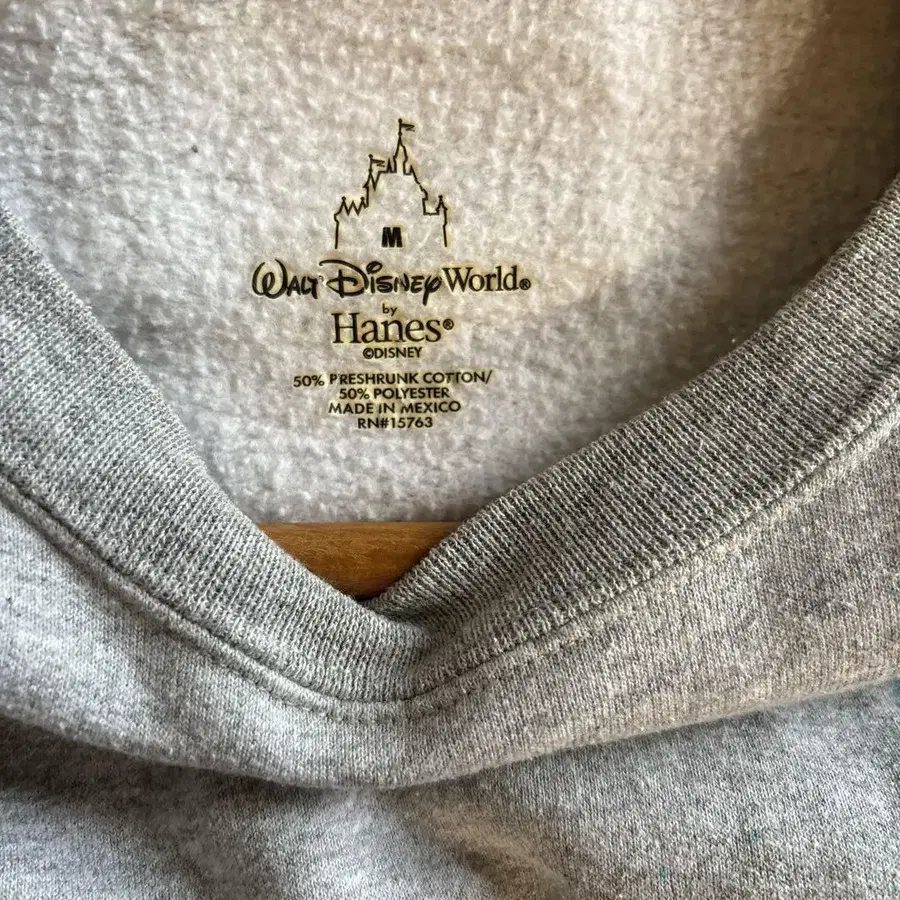 M
Walt Disney World®
by
Hanes®
©DISNEY
50% PRESHRUNK COTTON/
50% POLYESTER
MADE IN MEXICO
RN#15763